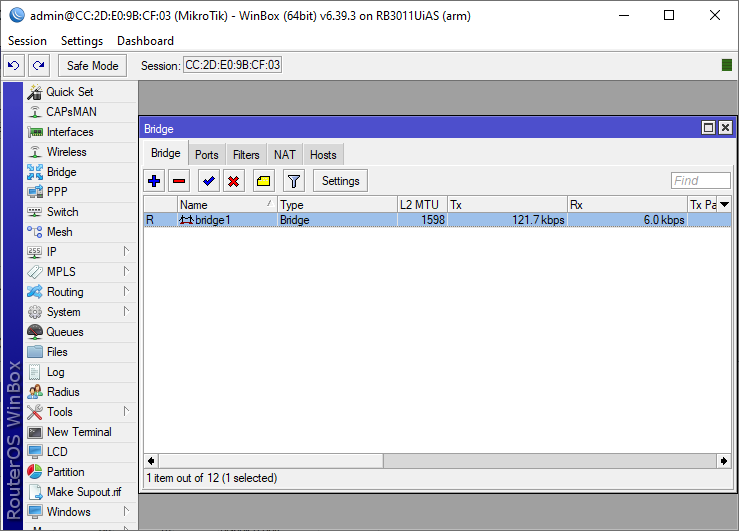 admin@CC:2D:E0:9B:CF:03 (MikroTik) - WinBox (64bit) v6.39.3 on RB3011UiAS (arm)
Session Settings Dashboard
Safe Mode Session: CC:2D:E0:9B:CF:03
Quick Set
CAPsMAN
Interfaces
Wireless
Bridge
PPP
Switch
Mesh
IP
MPLS
Routing
System
Queues
Files
Log
Radius
Tools
New Terminal
LCD
Partition
Make Supout.rif
Windows
RouterOS WinBox
Bridge
Bridge Ports Filters NAT Hosts
Settings Find
Name Type L2 MTU Tx Rx Tx Pa
R bridge1 Bridge 1598 121.7 kbps 6.0 kbps
1 item out of 12 (1 selected)